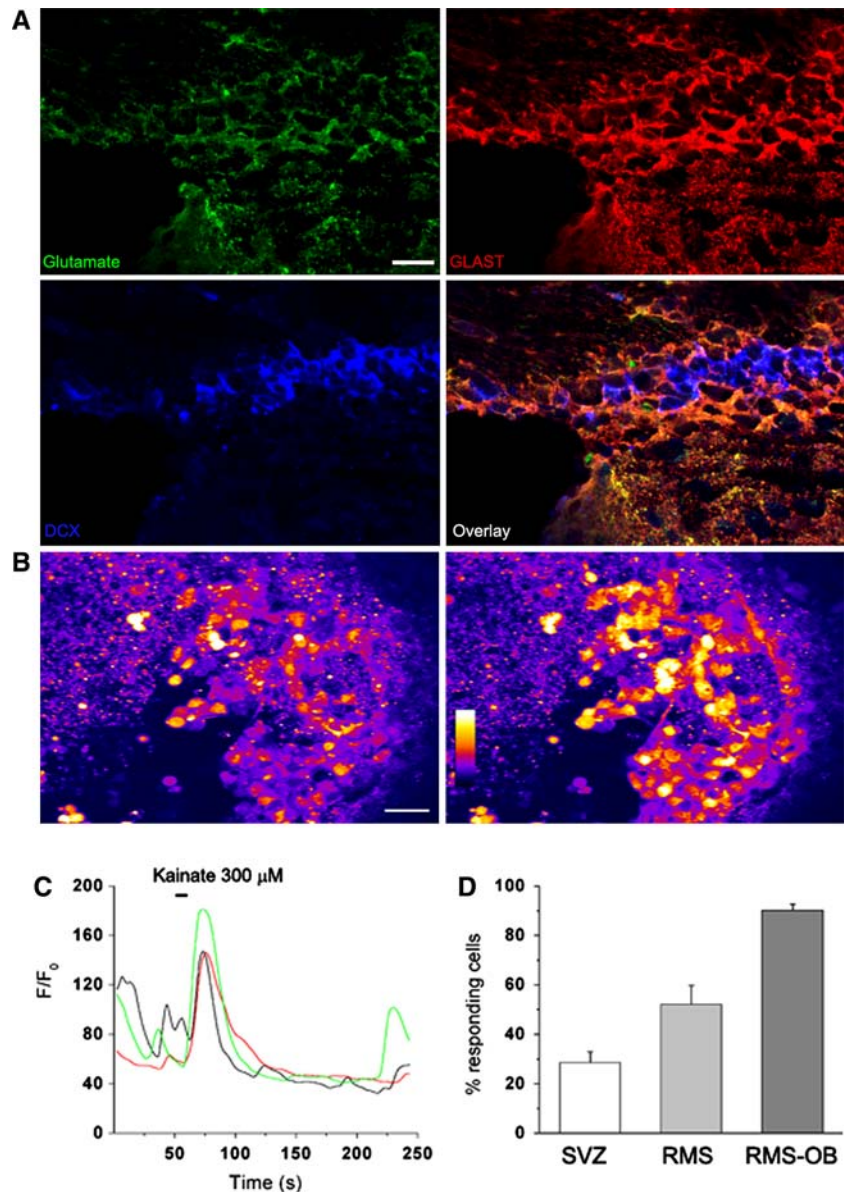 A
Glutamate
GLAST
DCX
Overlay
B
C
Kainate 300 μM
200
160
120
80
40
0
F/F0
50
100
150
200
250
Time (s)
D
100
80
60
40
20
0
% responding cells
SVZ
RMS
RMS-OB